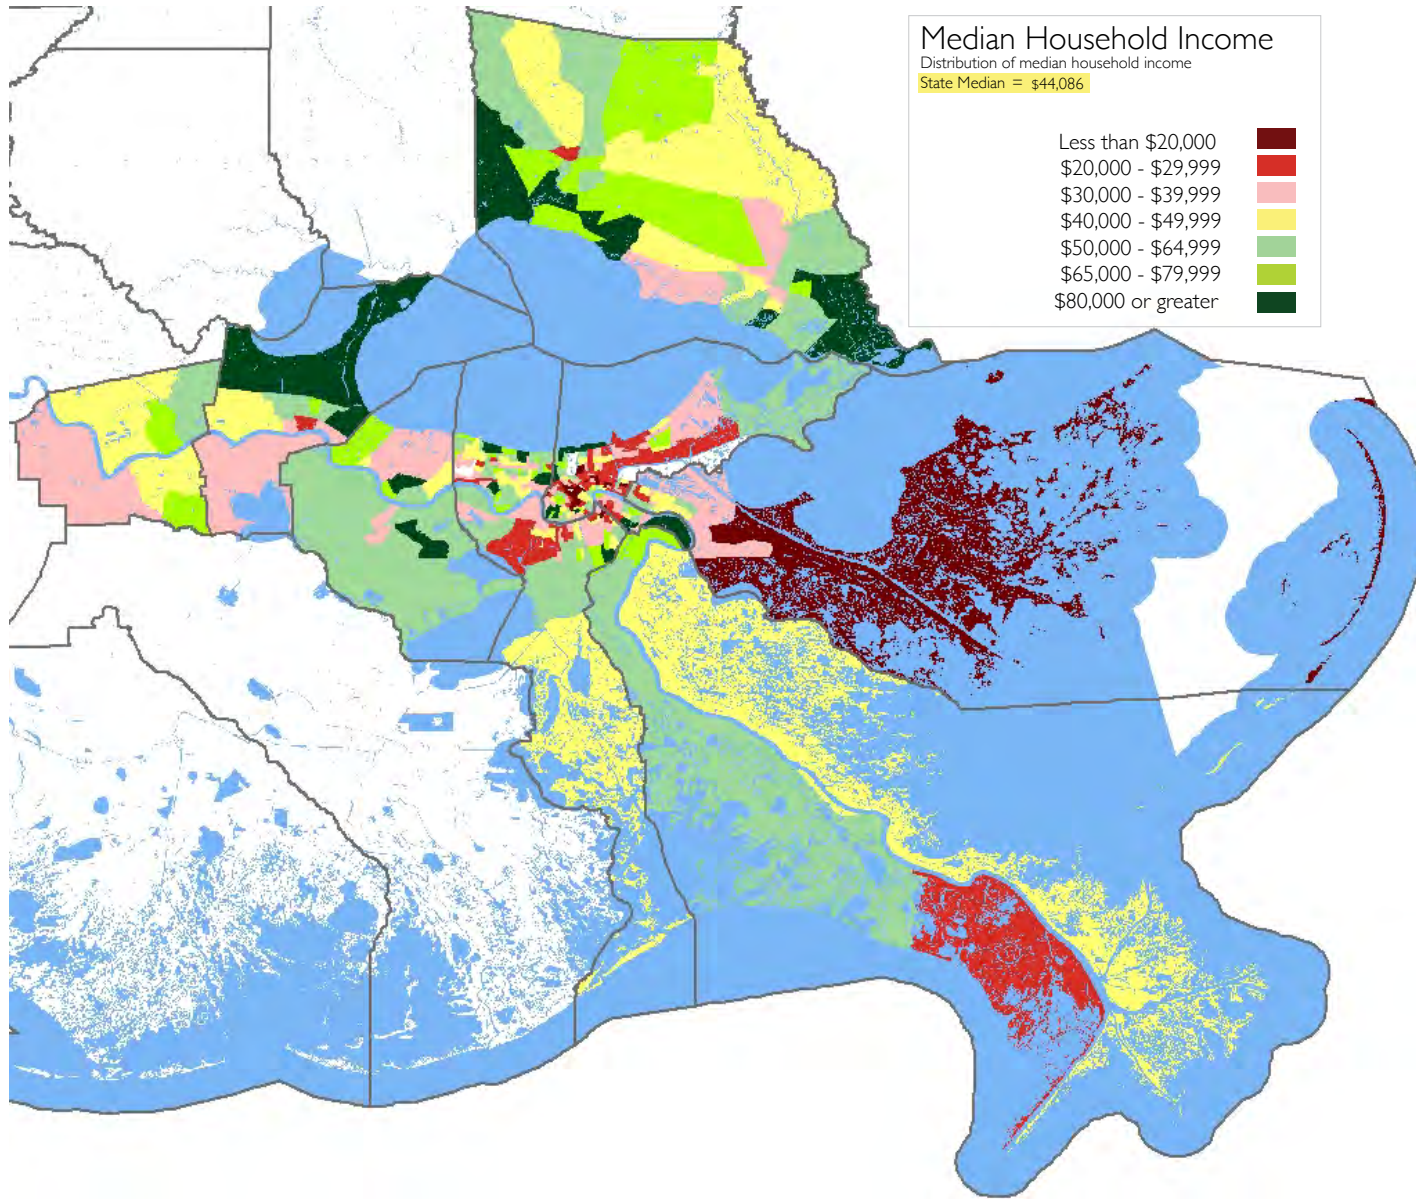 Median Household Income
Distribution of median household income
State Median = $44,086
Less than $20,000
$20,000 - $29,999
$30,000 - $39,999
$40,000 - $49,999
$50,000 - $64,999
$65,000 - $79,999
$80,000 or greater